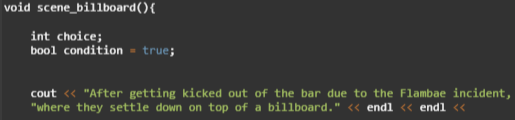 void scene_billboard(){
int choice;
bool condition = true;
cout << "After getting kicked out of the bar due to the Flambae incident,
"where they settle down on top of a billboard." << endl << endl <<